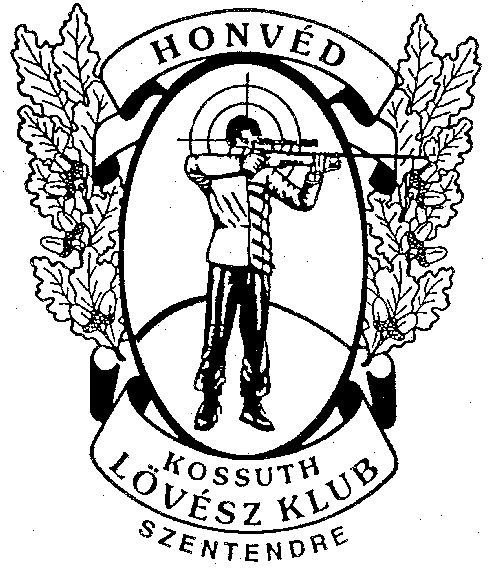 HONVÉD
KOSSUTH
LÖVÉSZ KLUB
SZENTENDRE